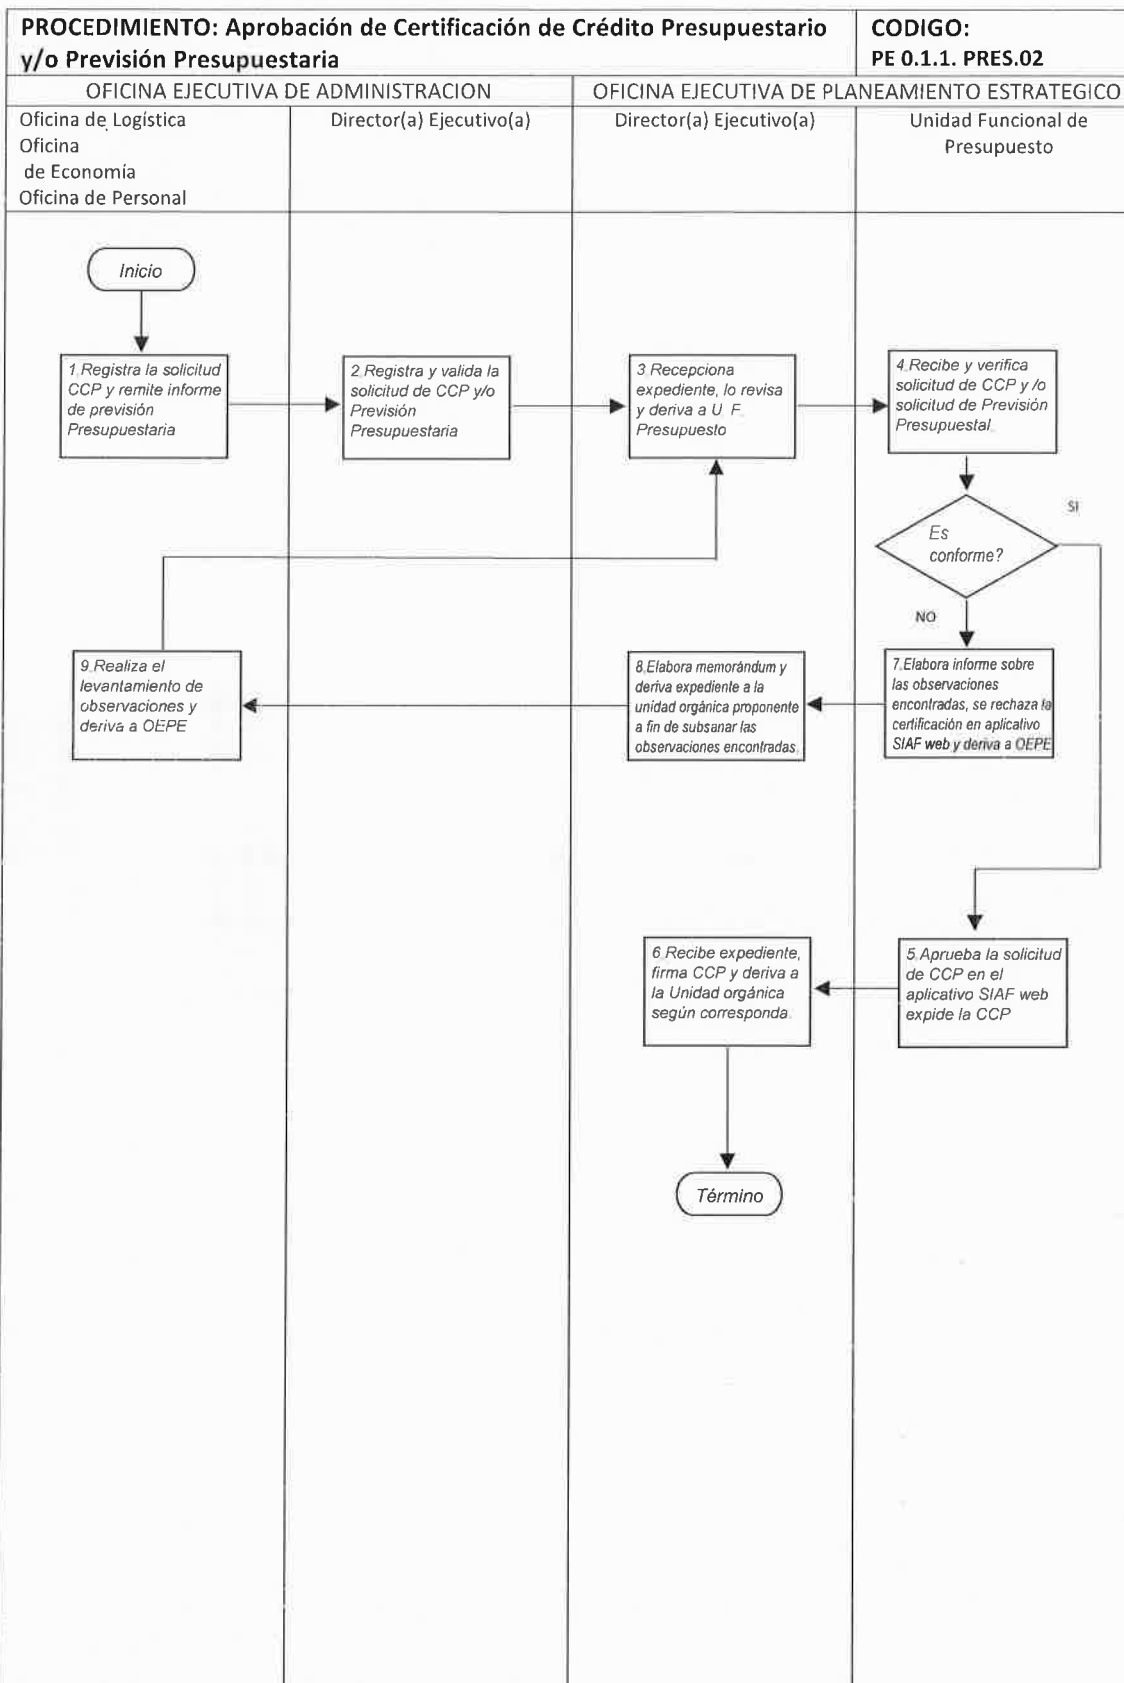 PROCEDIMIENTO: Aprobación de Certificación de Crédito Presupuestario
y/o Previsión Presupuestaria
CODIGO:
PE 0.1.1. PRES.02
OFICINA EJECUTIVA DE ADMINISTRACION
OFICINA EJECUTIVA DE PLANEAMIENTO ESTRATEGICO
Oficina de Logística
Oficina
de Economía
Oficina de Personal
Director(a) Ejecutivo(a)
Director(a) Ejecutivo(a)
Unidad Funcional de
Presupuesto
Inicio
1.Registra la solicitud
CCP y remite informe
de previsión
Presupuestaria
2.Registra y valida la
solicitud de CCP y/o
Previsión
Presupuestaria
3 Recepciona
expediente, lo revisa
y deriva a U. F.
Presupuesto
4.Recibe y verifica
solicitud de CCP y /o
solicitud de Previsión
Presupuestal.
Es
conforme?
SI
NO
7.Elabora informe sobre
las observaciones
encontradas, se rechaza la
certificación en aplicativo
SIAF web y deriva a OEPE
8.Elabora memorándum y
deriva expediente a la
unidad orgánica proponente
a fin de subsanar las
observaciones encontradas.
9.Realiza el
levantamiento de
observaciones y
deriva a OEPE
5.Aprueba la solicitud
de CCP en el
aplicativo SIAF web
expide la CCP
6.Recibe expediente,
firma CCP y deriva a
la Unidad orgánica
según corresponda.
Término